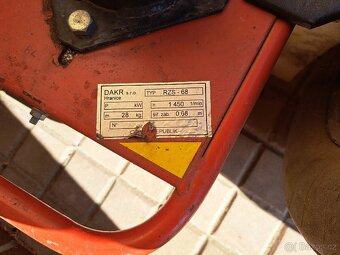 DAKR s.r.o. TYP RZS - 68
Hranice
P kW n 1 450 1/min
m 28 kg šíř. záb. 0,68 m
N°
REPUBLIK